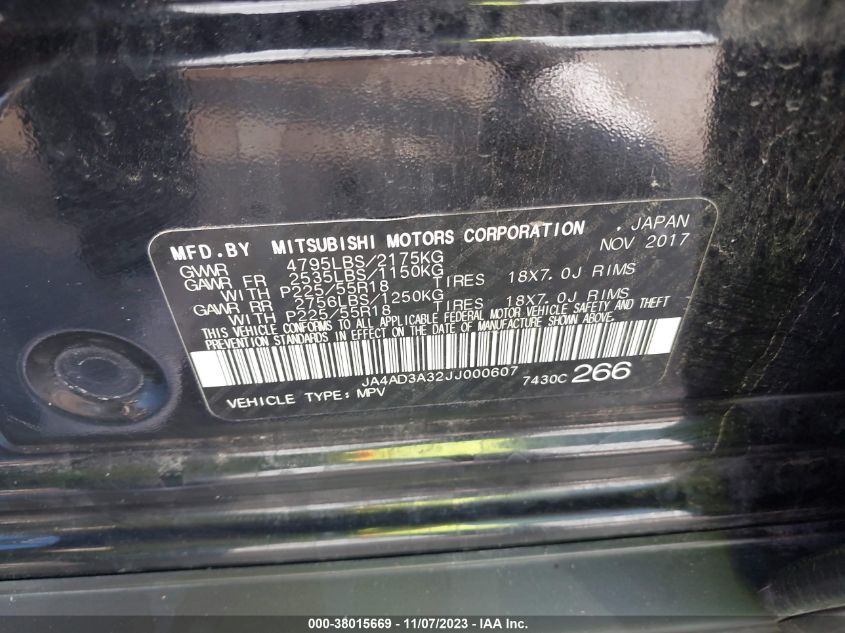 MFD.BY MITSUBISHI MOTORS CORPORATION , JAPAN
GVWR 4795LBS/2175KG NOV 2017
GAWR FR 2535LBS/1150KG
WITH P225/55R18 TIRES 18X7.0J RIMS
GAWR RR 2756LBS/1250KG
WITH P225/55R18 TIRES 18X7.0J RIMS
THIS VEHICLE CONFORMS TO ALL APPLICABLE FEDERAL MOTOR VEHICLE SAFETY AND THEFT
PREVENTION STANDARDS IN EFFECT ON THE DATE OF MANUFACTURE SHOWN ABOVE.
JA4AD3A32JJ000607 7430C 266
VEHICLE TYPE: MPV
000-38015669 - 11/07/2023 - IAA Inc.